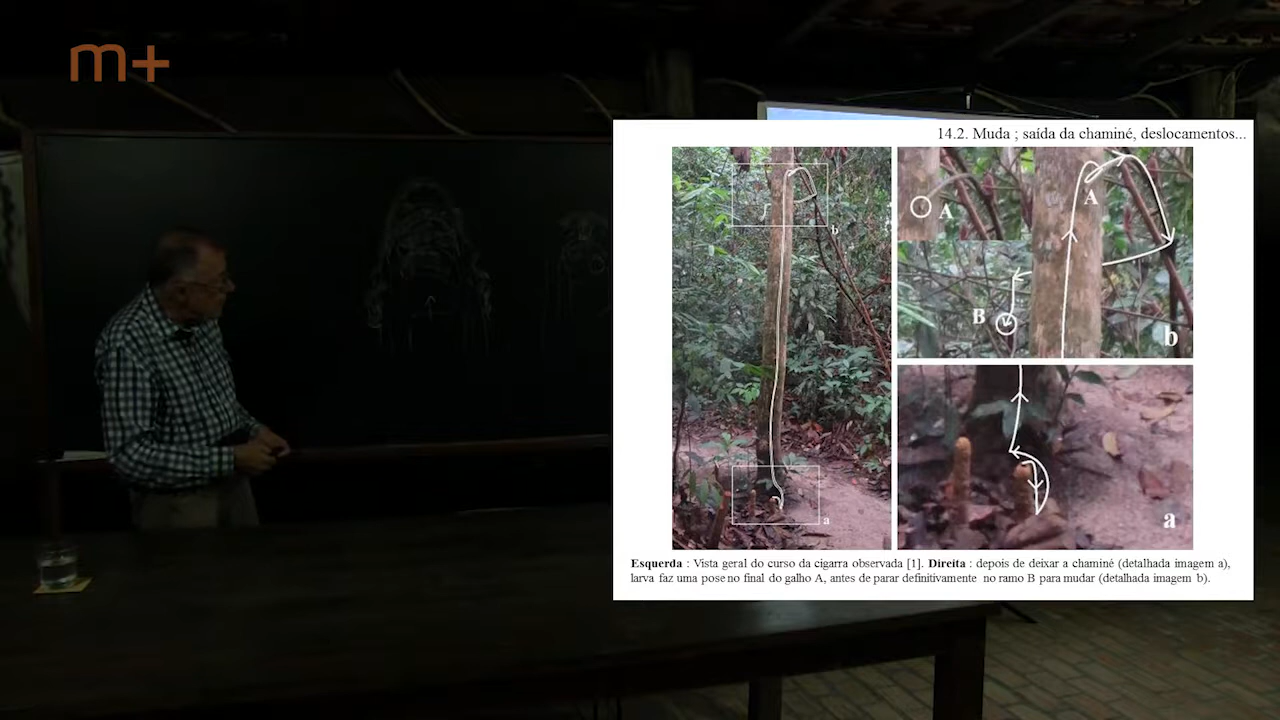 m+
14.2. Muda ; saída da chaminé, deslocamentos...
b
a
A
A
B
b
a
Esquerda : Vista geral do curso da cigarra observada [1]. Direita : depois de deixar a chaminé (detalhada imagem a),
larva faz uma pose no final do galho A, antes de parar definitivamente no ramo B para mudar (detalhada imagem b).